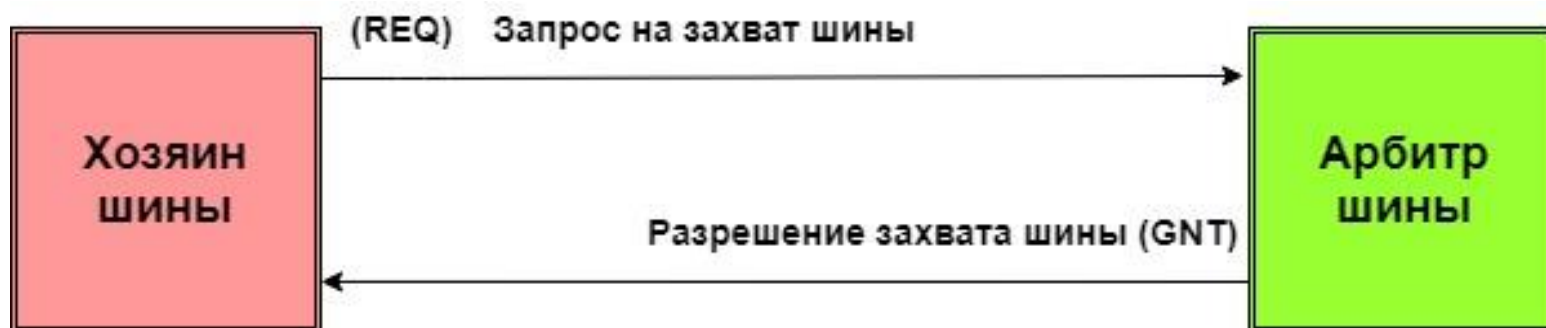 (REQ) Запрос на захват шины
Хозяин
шины
Арбитр
шины
Разрешение захвата шины (GNT)